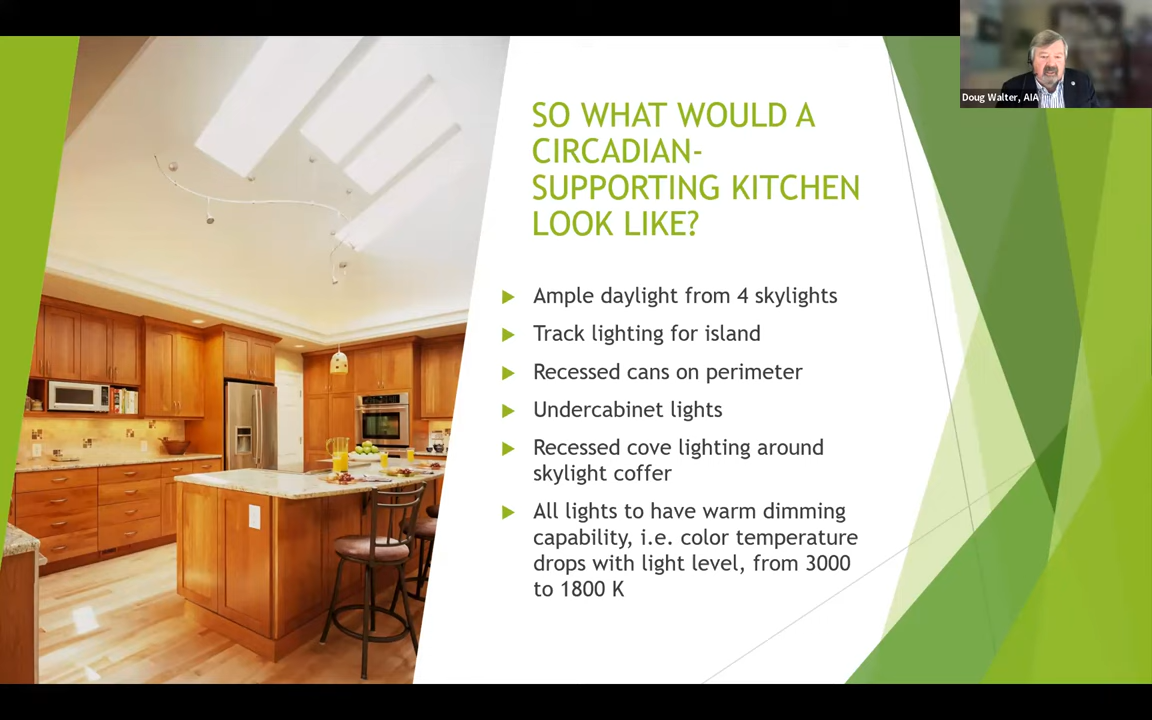 SO WHAT WOULD A
CIRCADIAN-
SUPPORTING KITCHEN
LOOK LIKE?
Ample daylight from 4 skylights
Track lighting for island
Recessed cans on perimeter
Undercabinet lights
Recessed cove lighting around
skylight coffer
All lights to have warm dimming
capability, i.e. color temperature
drops with light level, from 3000
to 1800 K
Doug Walter, AIA